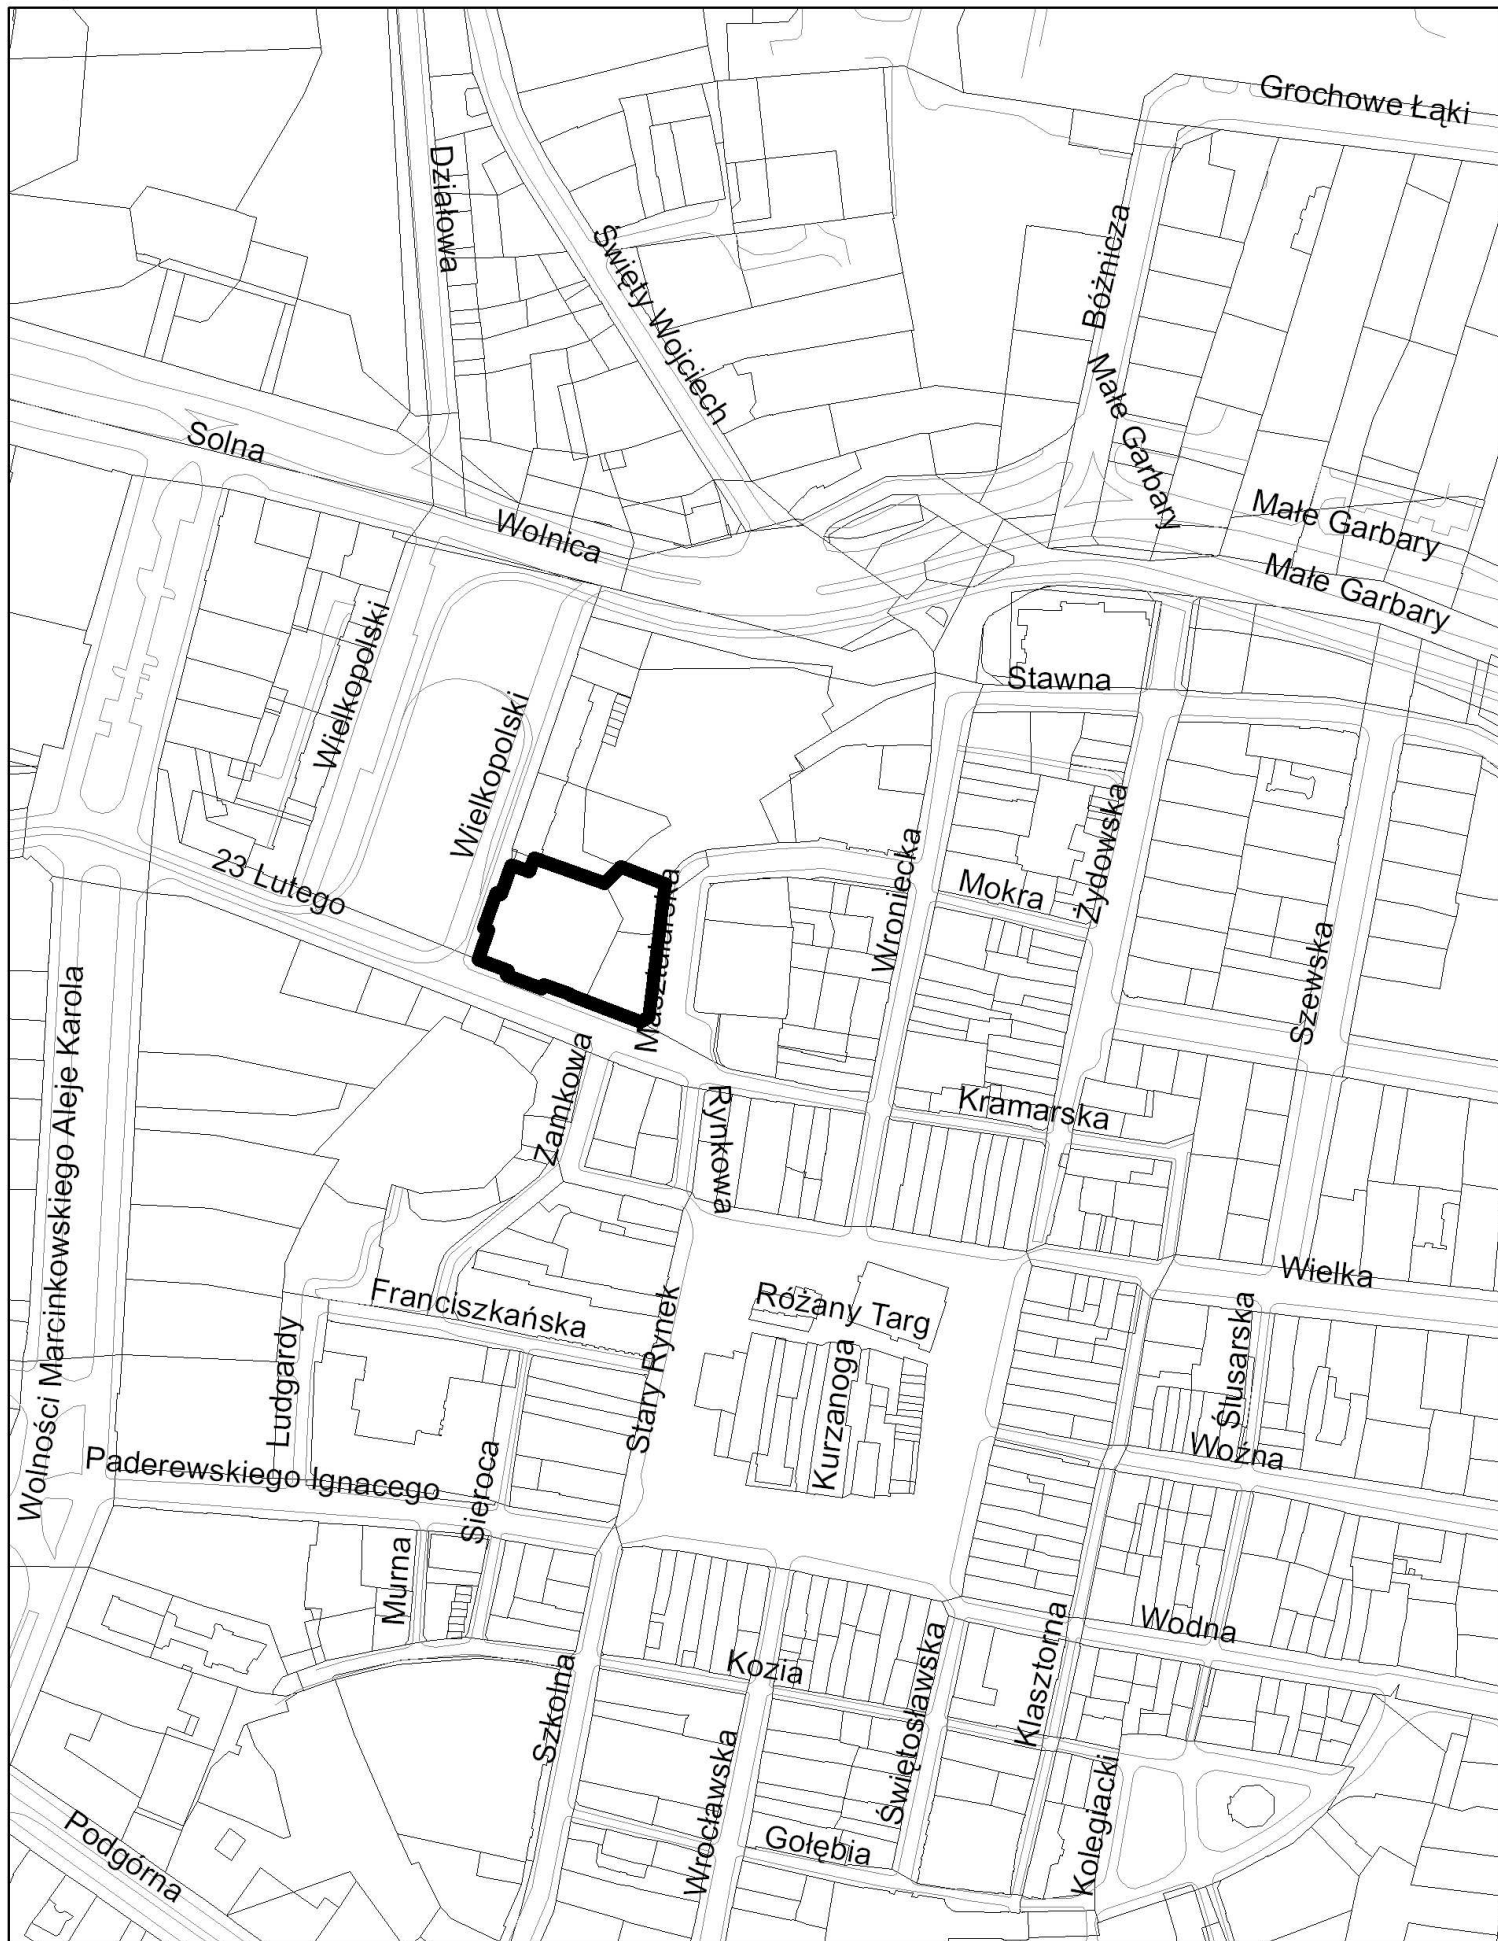 Grochowe Łąki
Działowa
Bóżnicza
Święty Wojciech
Małe Garbary
Solna
Wolnica
Małe Garbary
Małe Garbary
Wielkopolski
Stawna
Wielkopolski
Żydowska
Wroniecka
23 Lutego
Mokra
Masztalarska
Szewska
Wolności Marcinkowskiego Aleje Karola
Zamkowa
Rynkowa
Kramarska
Wielka
Franciszkańska
Różany Targ
Ślusarska
Ludgardy
Stary Rynek
Kurzanoga
Woźna
Paderewskiego Ignacego
Sieroca
Murna
Wodna
Klasztorna
Kozia
Świętosławska
Szkolna
Wrocławska
Kolegiacki
Gołębia
Podgórna